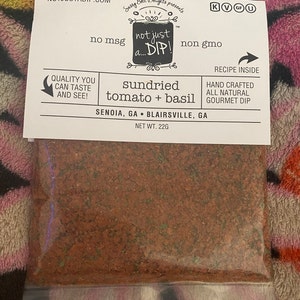 no msg
not just
a... DIP!
non gmo
RECIPE INSIDE
QUALITY YOU
CAN TASTE
AND SEE!
sundried
tomato + basil
HAND CRAFTED
ALL NATURAL
GOURMET DIP
SENOIA, GA • BLAIRSVILLE, GA
NET WT. 22G